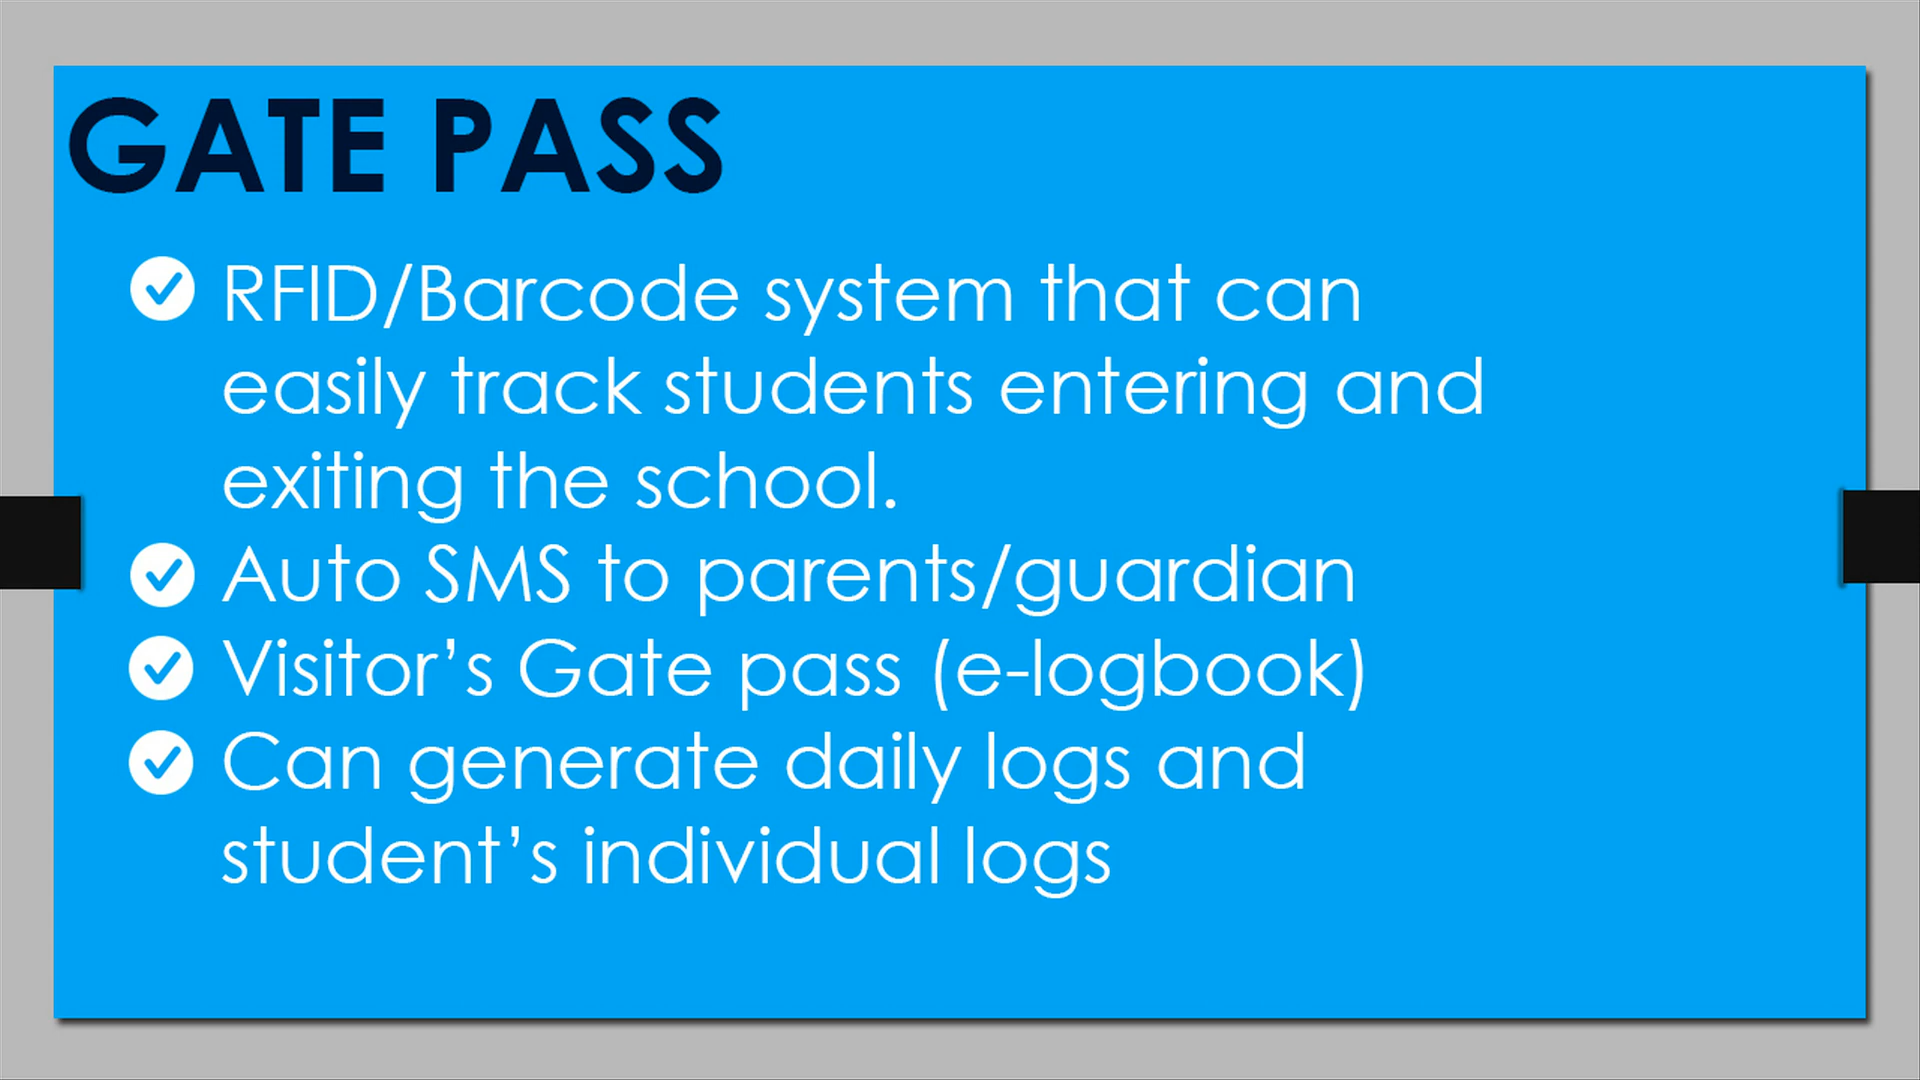 GATE PASS
RFID/Barcode system that can
easily track students entering and
exiting the school.
Auto SMS to parents/guardian
Visitor’s Gate pass (e-logbook)
Can generate daily logs and
student’s individual logs